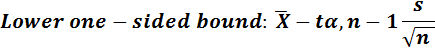 Lower one − sided bound: X̅ − tα, n − 1 s/√n